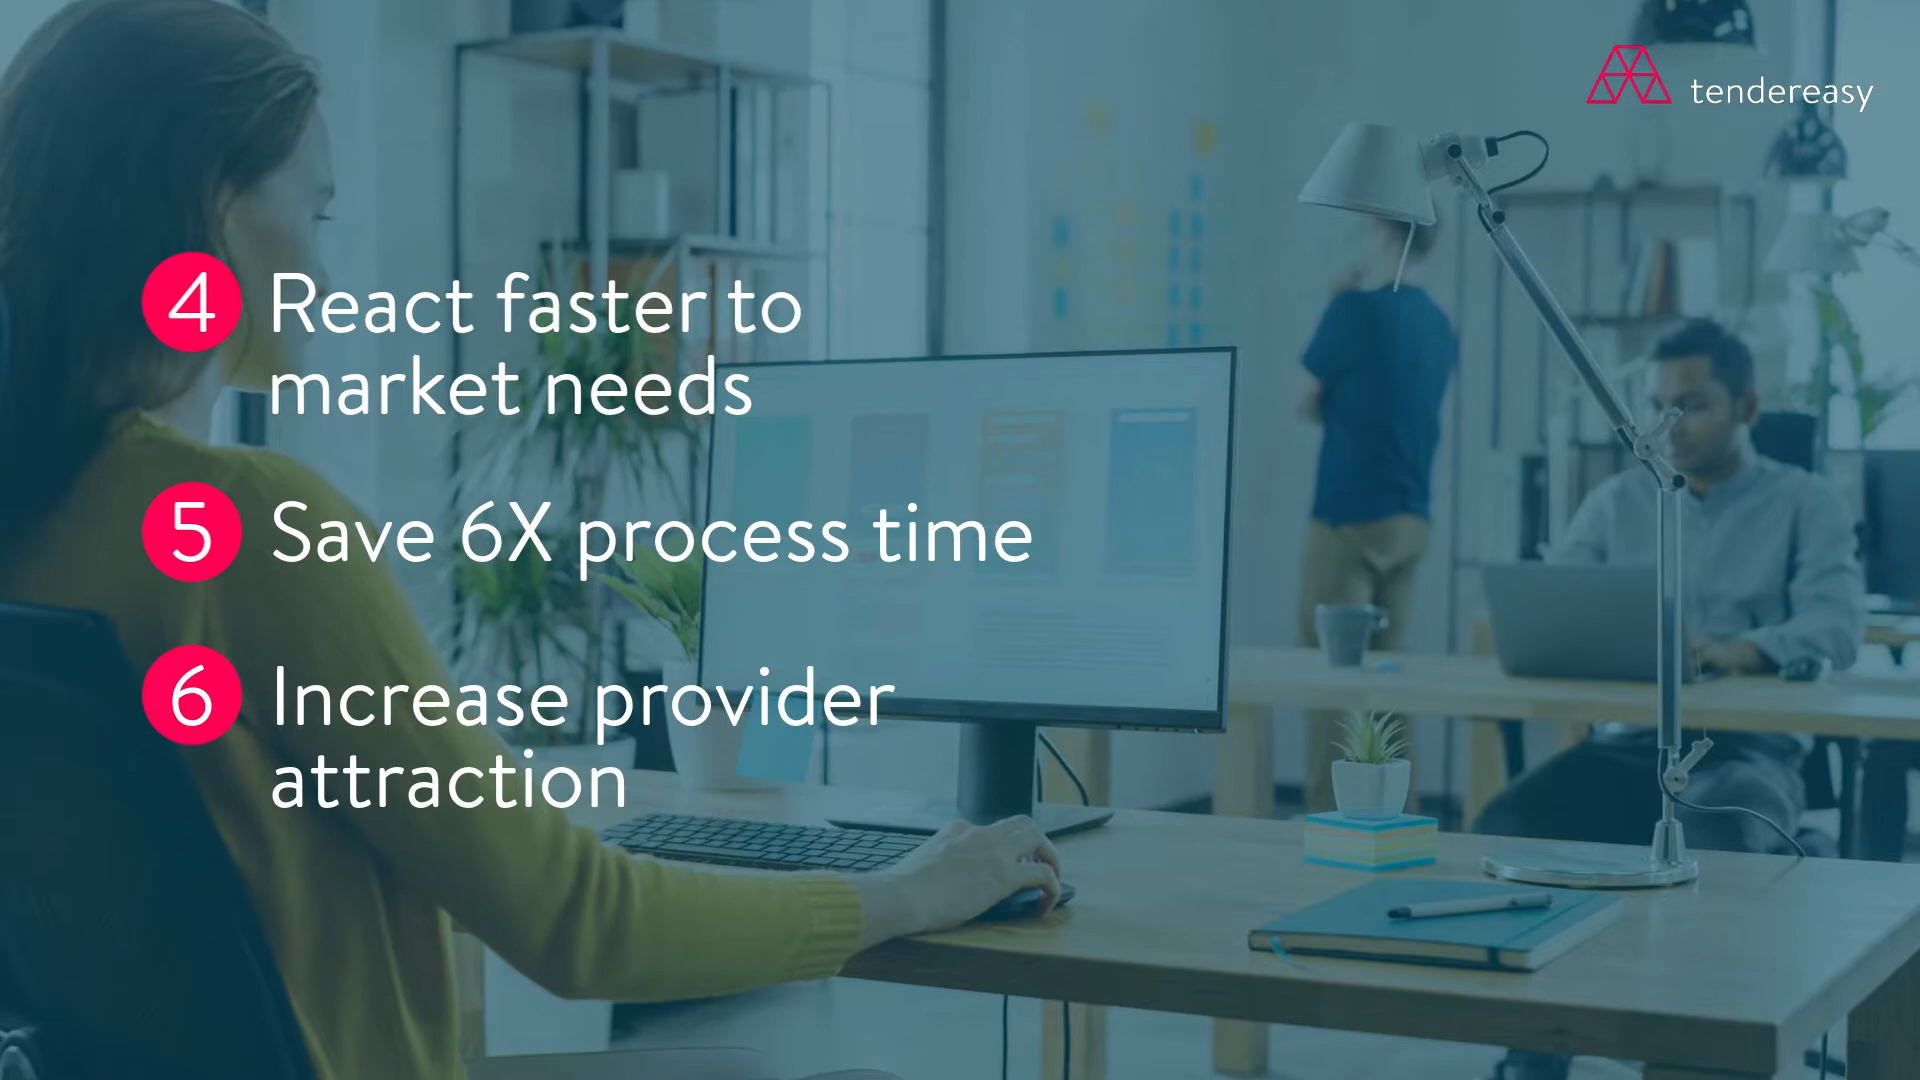 tendereasy
4 React faster to
market needs
5 Save 6X process time
6 Increase provider
attraction